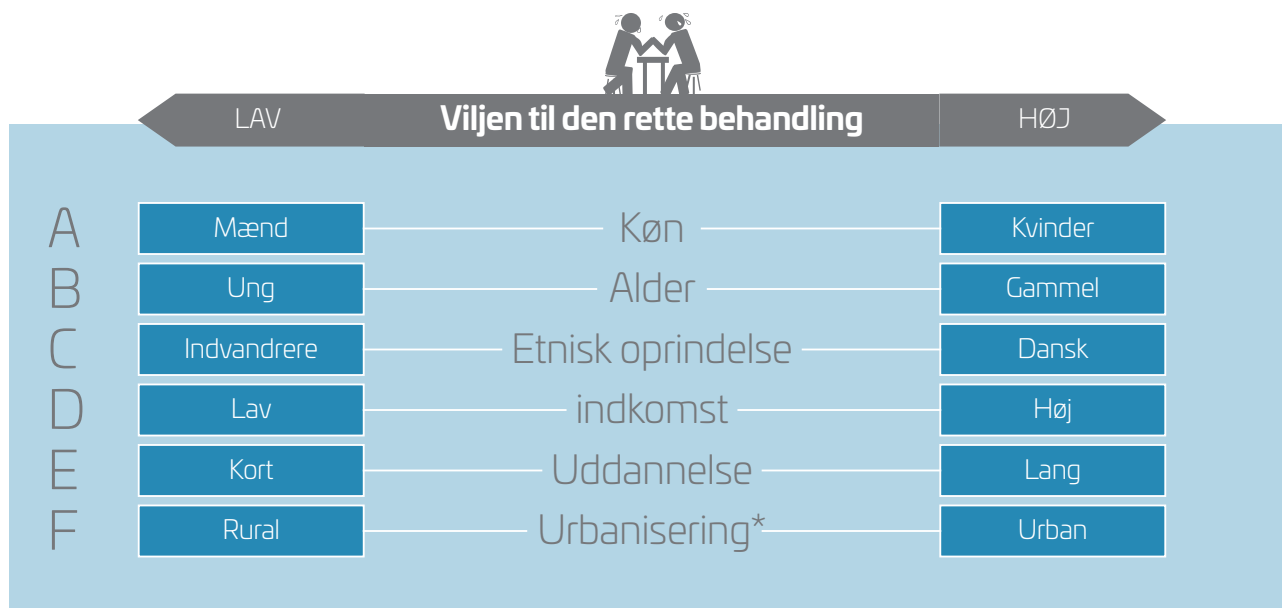 LAV Viljen til den rette behandling HØJ
A Mænd Køn Kvinder
B Ung Alder Gammel
C Indvandrere Etnisk oprindelse Dansk
D Lav indkomst Høj
E Kort Uddannelse Lang
F Rural Urbanisering* Urban